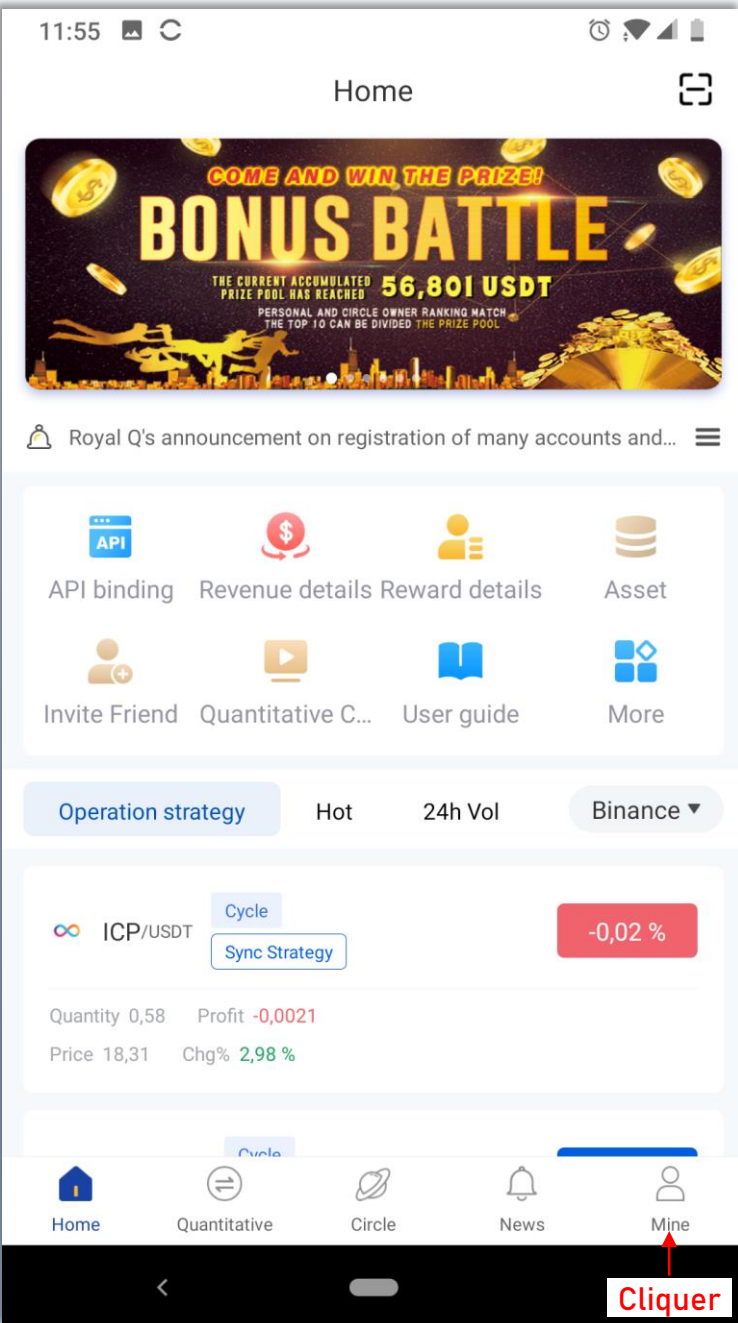 11:55
Home
COME AND WIN THE PRIZE!
BONUS BATTLE
THE CURRENT ACCUMULATED
PRIZE POOL HAS REACHED 56,801 USDT
PERSONAL AND CIRCLE OWNER RANKING MATCH
THE TOP 10 CAN BE DIVIDED THE PRIZE POOL
Royal Q's announcement on registration of many accounts and...
API
API binding Revenue details Reward details Asset
Invite Friend Quantitative C... User guide More
Operation strategy Hot 24h Vol Binance
ICP/USDT Cycle -0,02 %
Sync Strategy
Quantity 0,58 Profit -0,0021
Price 18,31 Chg% 2,98 %
Cycle
Home Quantitative Circle News Mine
Cliquer